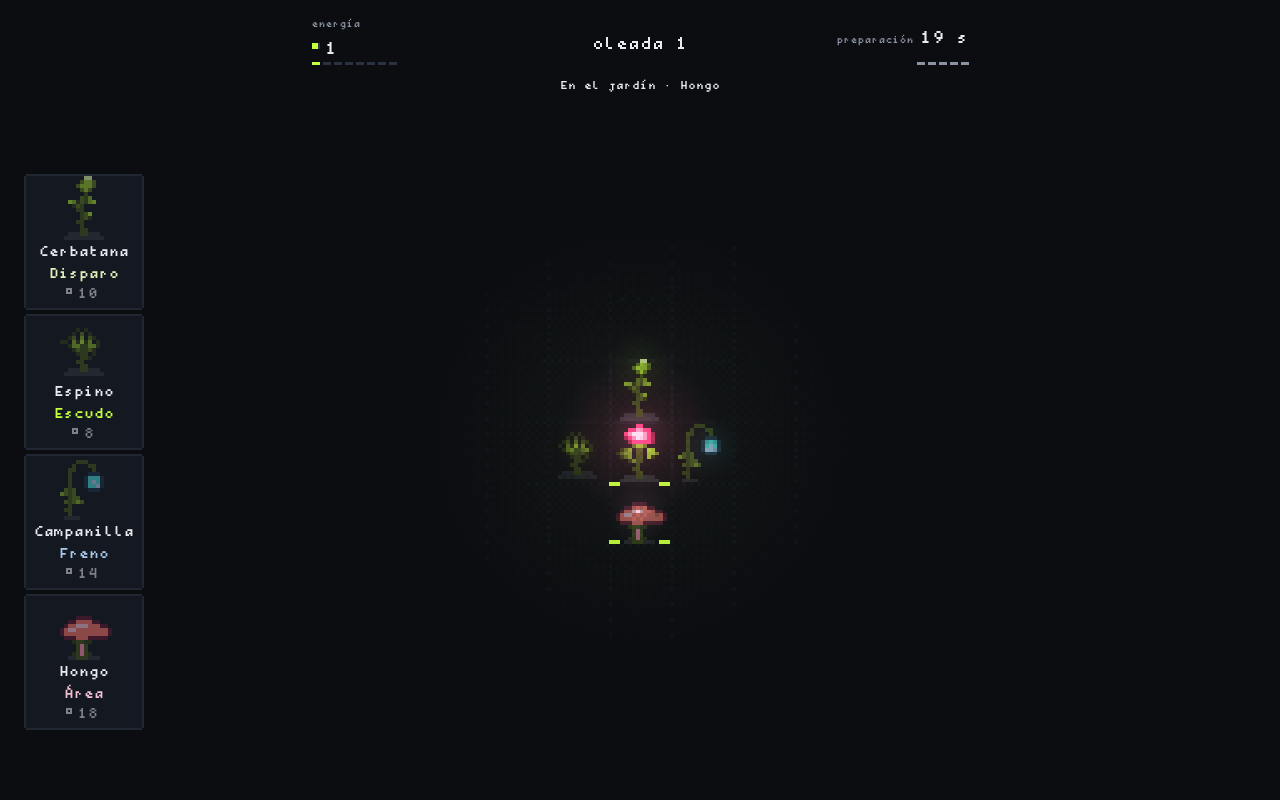 energía
1
oleada 1
preparación 19 s
En el jardín · Hongo
Cerbatana
Disparo
10
Espino
Escudo
8
Campanilla
Freno
14
Hongo
Área
18